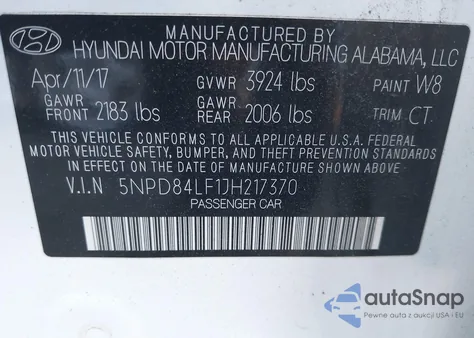 MANUFACTURED BY
HYUNDAI MOTOR MANUFACTURING ALABAMA, LLC
Apr/11/17 GVWR 3924 lbs PAINT W8
GAWR FRONT 2183 lbs GAWR REAR 2006 lbs TRIM CT
THIS VEHICLE CONFORMS TO ALL APPLICABLE U.S.A. FEDERAL
MOTOR VEHICLE SAFETY, BUMPER, AND THEFT PREVENTION STANDARDS
IN EFFECT ON THE DATE OF MANUFACTURE SHOWN ABOVE.
V.I.N 5NPD84LF1JH217370
PASSENGER CAR
autoSnap
Pewne auta z aukcji USA i EU